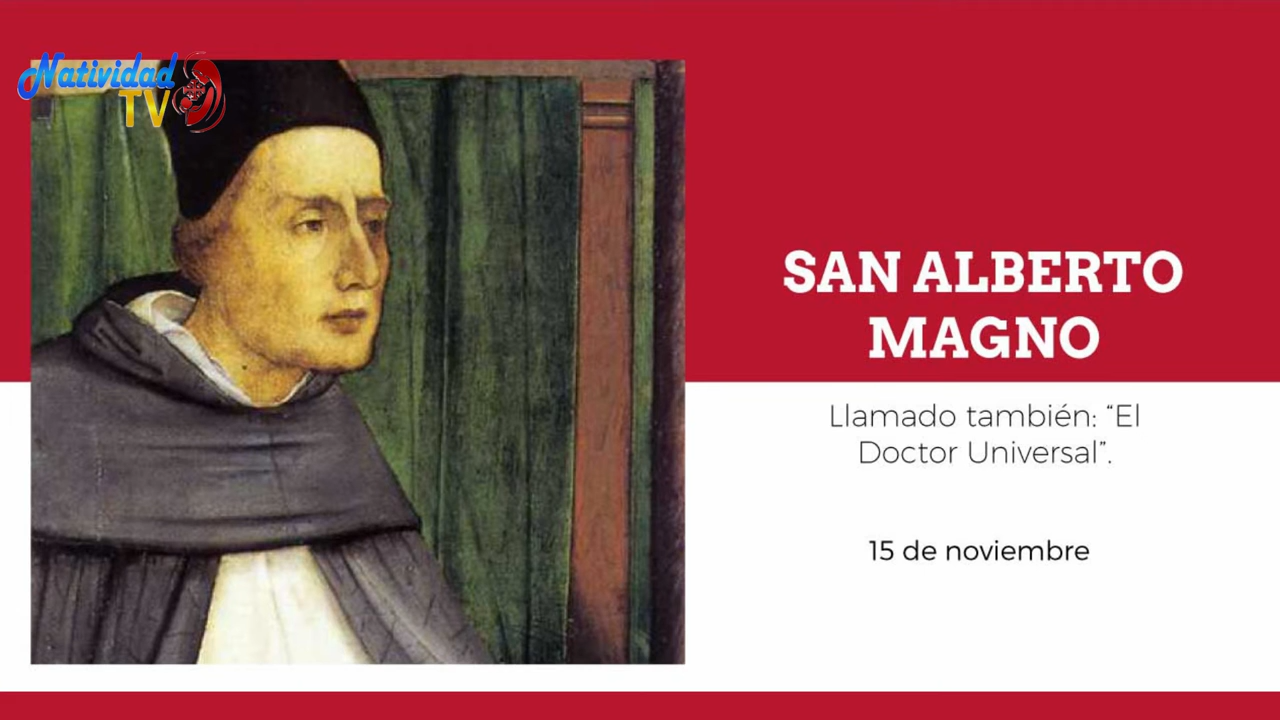 Natividad
TV
SAN ALBERTO
MAGNO
Llamado también: “El
Doctor Universal”.
15 de noviembre